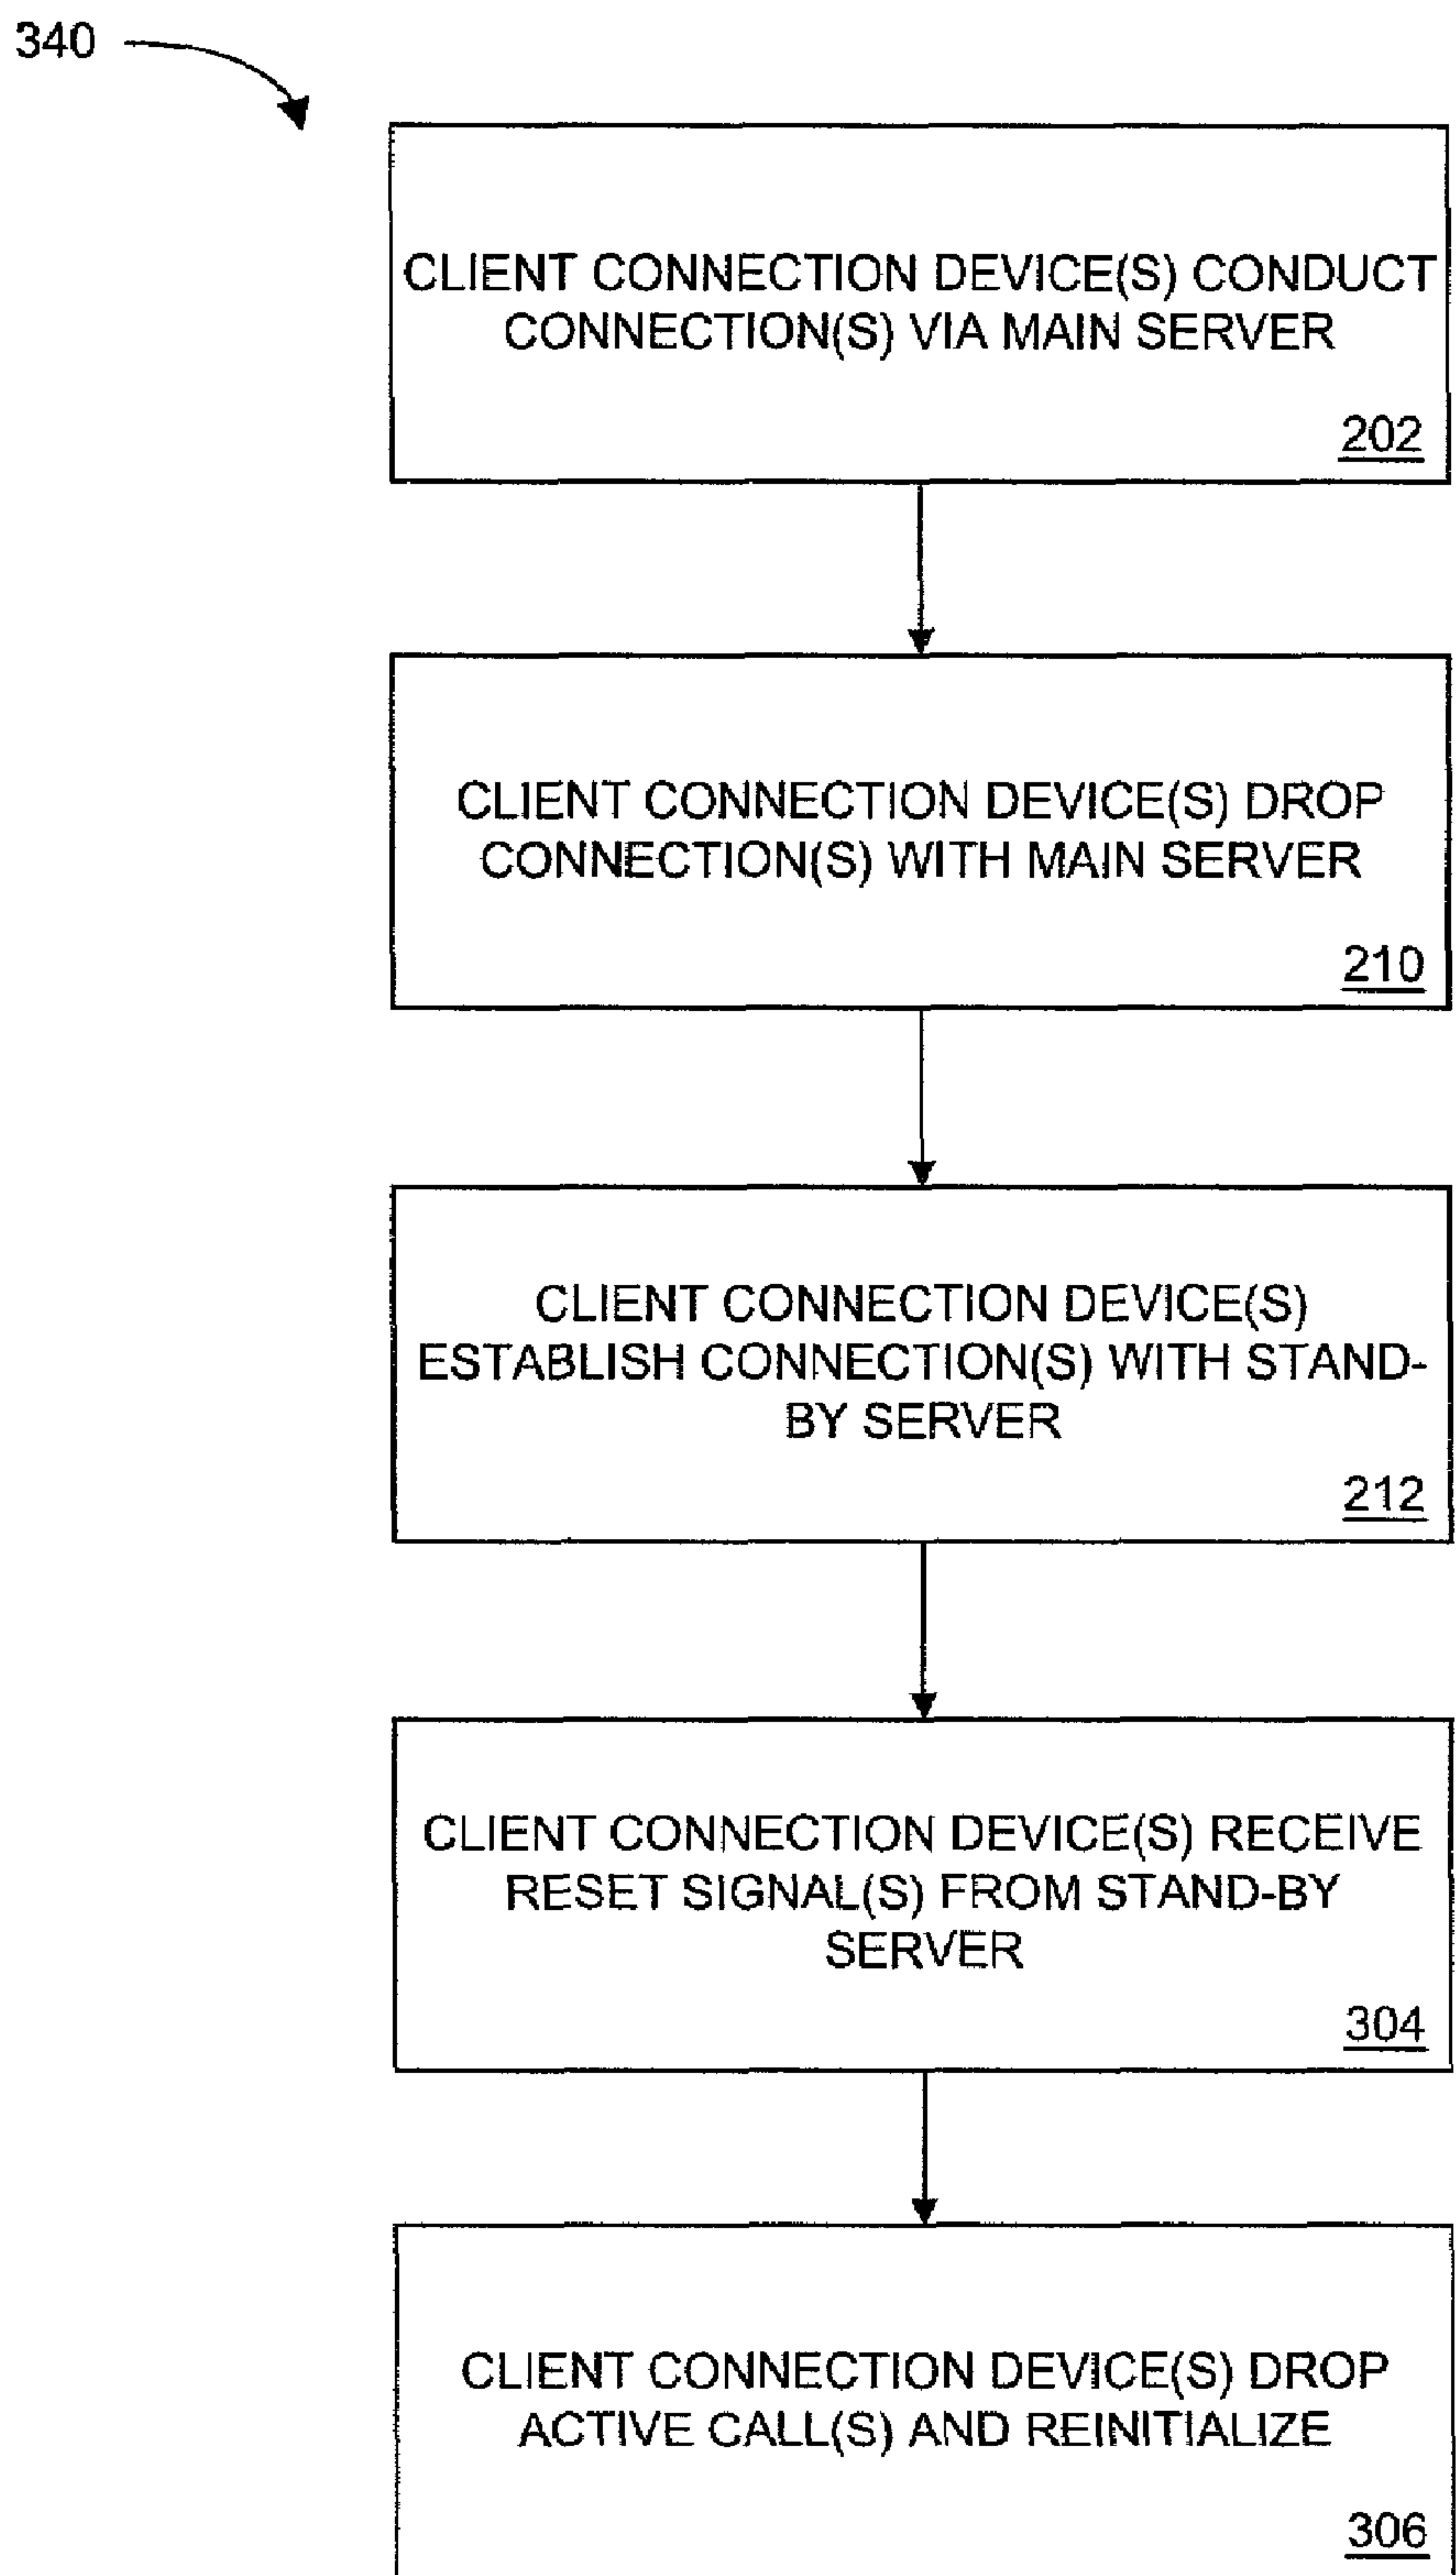 340
CLIENT CONNECTION DEVICE(S) CONDUCT
CONNECTION(S) VIA MAIN SERVER
202
CLIENT CONNECTION DEVICE(S) DROP
CONNECTION(S) WITH MAIN SERVER
210
CLIENT CONNECTION DEVICE(S)
ESTABLISH CONNECTION(S) WITH STAND-
BY SERVER
212
CLIENT CONNECTION DEVICE(S) RECEIVE
RESET SIGNAL(S) FROM STAND-BY
SERVER
304
CLIENT CONNECTION DEVICE(S) DROP
ACTIVE CALL(S) AND REINITIALIZE
306